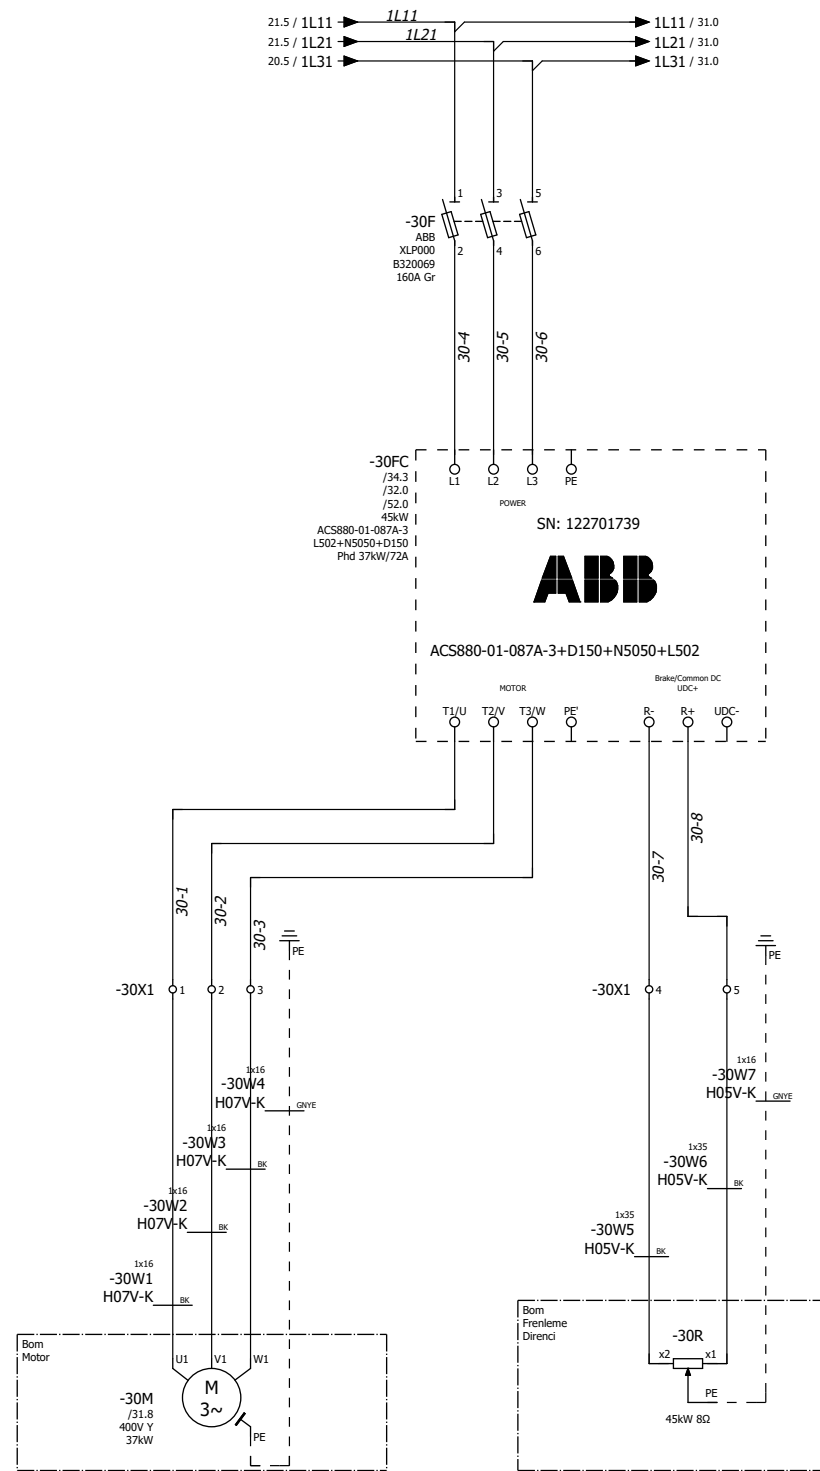 21.5 / 1L11
1L11
1L11 / 31.0
21.5 / 1L21
1L21
1L21 / 31.0
20.5 / 1L31
1L31 / 31.0
1
3
5
-30F
ABB
XLP000
B320069
160A Gr
2
4
6
30-4
30-5
30-6
-30FC
/34.3
/32.0
/52.0
45kW
ACS880-01-087A-3
L502+N5050+D150
Phd 37kW/72A
L1
L2
L3
PE
POWER
SN: 122701739
ABB
ACS880-01-087A-3+D150+N5050+L502
MOTOR
Brake/Common DC
UDC+
T1/U
T2/V
T3/W
PE'
R-
R+
UDC-
30-1
30-2
30-3
30-7
30-8
PE
PE
-30X1
1
2
3
-30X1
4
5
1x16
-30W4
H07V-K
GNYE
1x16
-30W7
H05V-K
GNYE
1x16
-30W3
H07V-K
BK
1x35
-30W6
H05V-K
BK
1x16
-30W2
H07V-K
BK
1x35
-30W5
H05V-K
BK
1x16
-30W1
H07V-K
BK
Bom
Motor
U1
V1
W1
M
3~
-30M
/31.8
400V Y
37kW
PE
Bom
Frenleme
Direnci
-30R
x2
x1
PE
45kW 8Ω